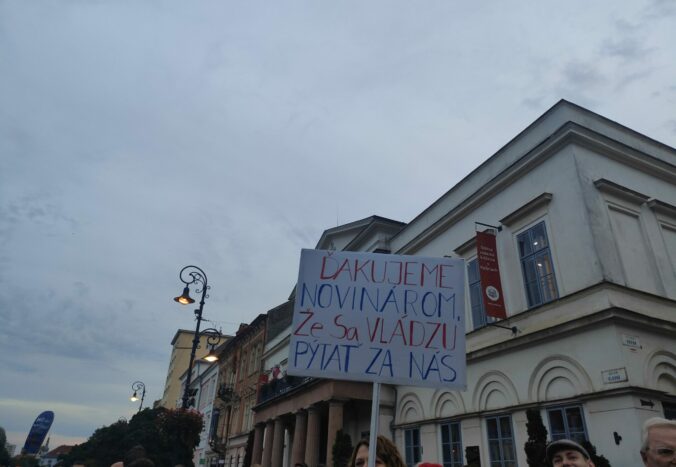 ĎAKUJEME
NOVINÁROM,
ŽE SA VLÁDZU
PÝTAŤ ZA NÁS